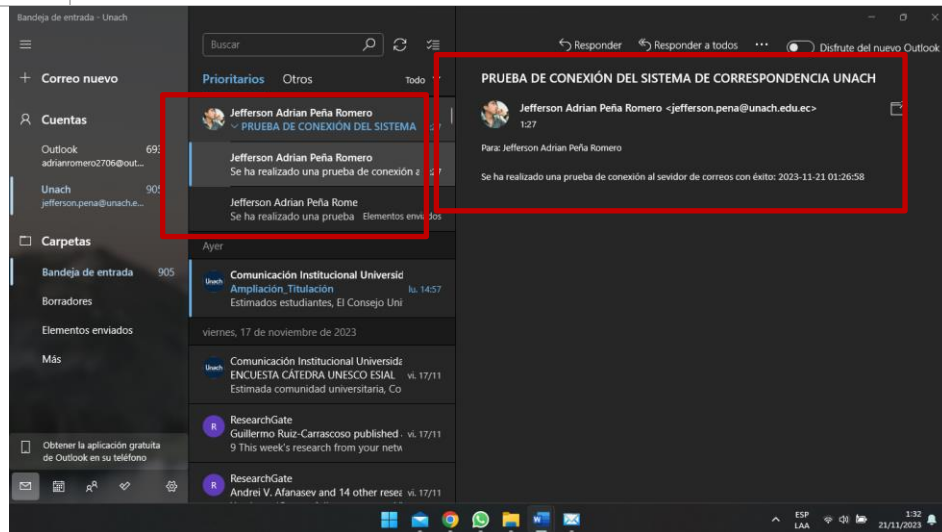 Bandeja de entrada - Unach
Buscar
Responder
Responder a todos
Disfrute del nuevo Outlook
Correo nuevo
Cuentas
Outlook
adrianromero2706@out...
Unach 905
jefferson.pena@unach.e...
Carpetas
Bandeja de entrada 905
Borradores
Elementos enviados
Más
Obtener la aplicación gratuita
de Outlook en su teléfono
Prioritarios Otros Todo
Jefferson Adrian Peña Romero
PRUEBA DE CONEXIÓN DEL SISTEMA
Jefferson Adrian Peña Romero
Se ha realizado una prueba de conexión a
Jefferson Adrian Peña Rome
Se ha realizado una prueba Elementos enviados
Ayer
Unach
Comunicación Institucional Universid
Ampliación_Titulación lu. 14:57
Estimados estudiantes, El Consejo Uni
viernes, 17 de noviembre de 2023
Unach
Comunicación Institucional Universida
ENCUESTA CÁTEDRA UNESCO ESIAL vi. 17/11
Estimada comunidad universitaria, Co
R
ResearchGate
Guillermo Ruiz-Carrascoso published vi. 17/11
9 This week's research from your netw
R
ResearchGate
Andrei V. Afanasev and 14 other resea vi. 17/11
PRUEBA DE CONEXIÓN DEL SISTEMA DE CORRESPONDENCIA UNACH
Jefferson Adrian Peña Romero <jefferson.pena@unach.edu.ec>
1:27
Para: Jefferson Adrian Peña Romero
Se ha realizado una prueba de conexión al sevidor de correos con éxito: 2023-11-21 01:26:58
ESP
LAA
1:32
21/11/2023